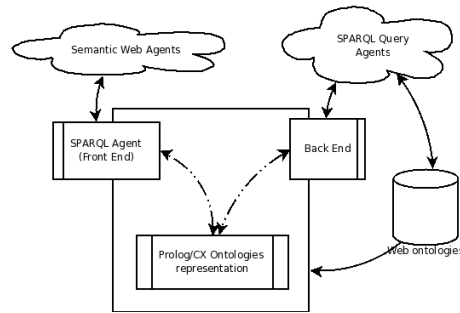 Semantic Web Agents
SPARQL Query
Agents
SPARQL Agent
(Front End)
Back End
Prolog/CX Ontologies
representation
Web ontologies